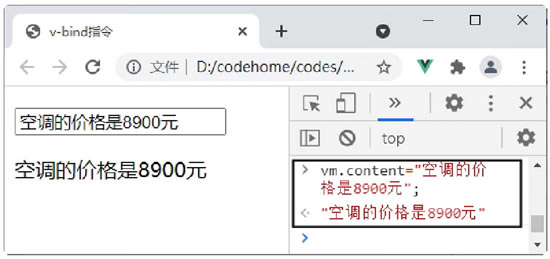 v-bind指令
文件 | D:/codehome/codes/...
空调的价格是8900元
空调的价格是8900元
top
vm.content="空调的价
格是8900元";
"空调的价格是8900元"